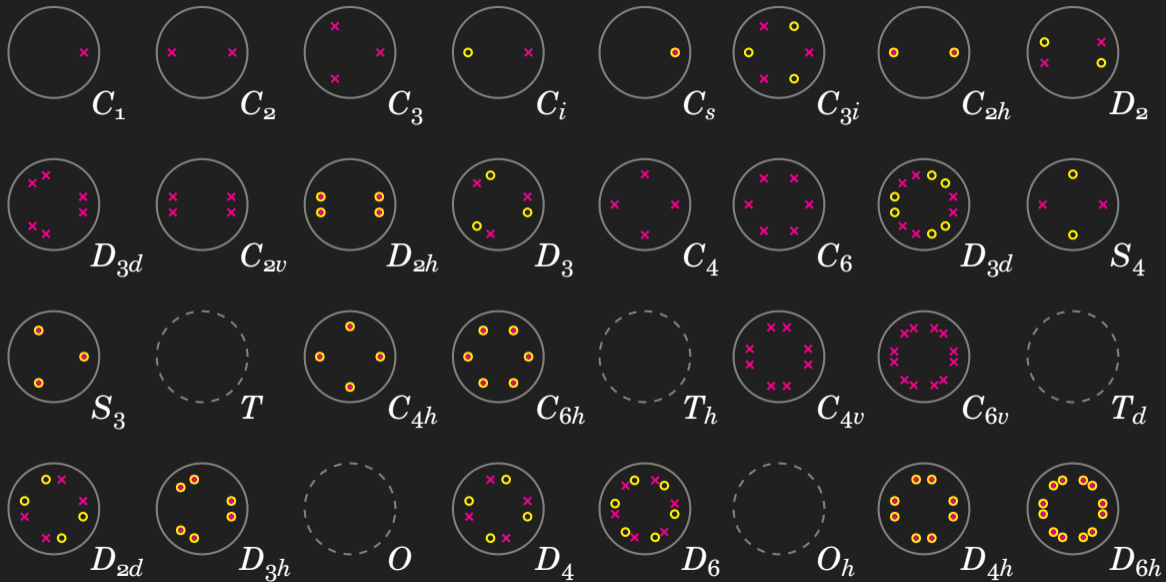 C₁ C₂ C₃ Cᵢ Cₛ C₃ᵢ C₂ₕ D₂
D₃d C₂ᵥ D₂ₕ D₃ C₄ C₆ D₃d S₄
S₃ T C₄ₕ C₆ₕ Tₕ C₄ᵥ C₆ᵥ T_d
D₂d D₃ₕ O D₄ D₆ Oₕ D₄ₕ D₆ₕ